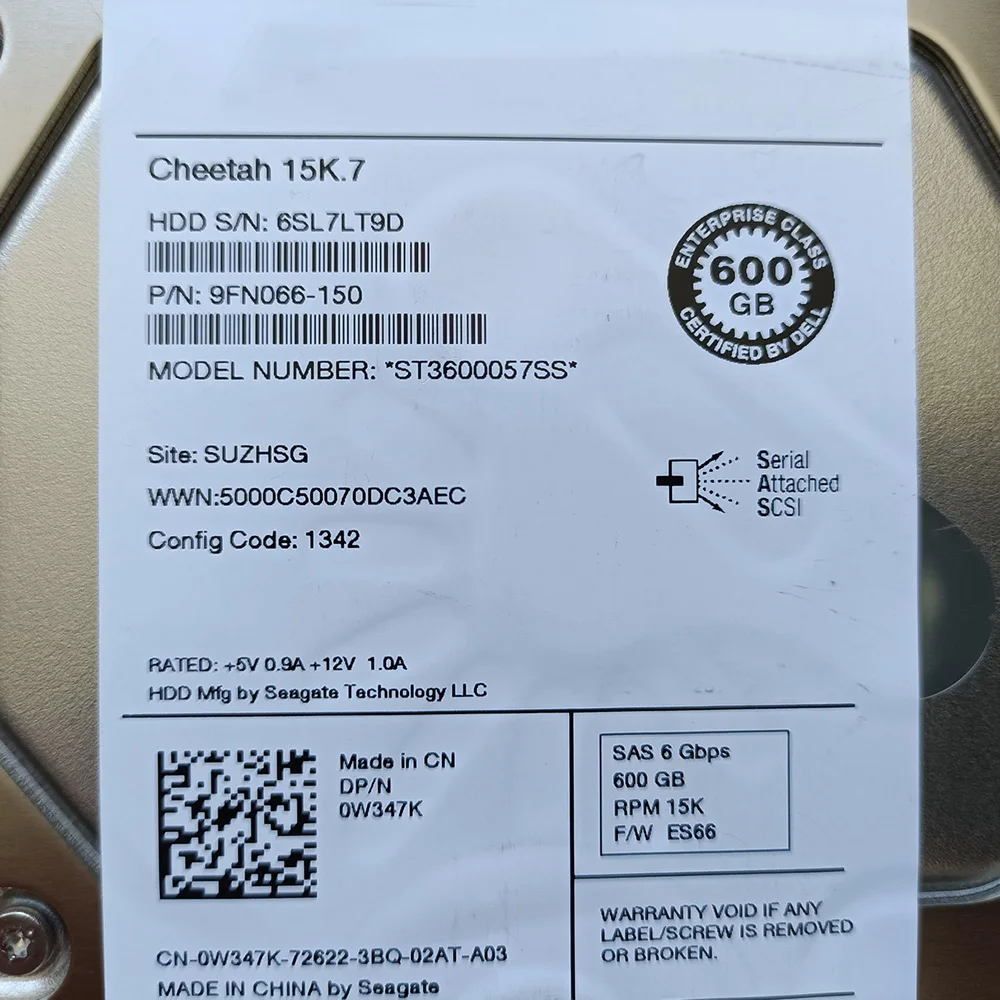 Cheetah 15K.7
HDD S/N: 6SL7LT9D
P/N: 9FN066-150
MODEL NUMBER: *ST3600057SS*
ENTERPRISE CLASS
600
GB
CERTIFIED BY DELL
Site: SUZHSG
WWN:5000C50070DC3AEC
Config Code: 1342
Serial
Attached
SCSI
RATED: +5V 0.9A +12V 1.0A
HDD Mfg by Seagate Technology LLC
Made in CN
DP/N
0W347K
SAS 6 Gbps
600 GB
RPM 15K
F/W ES66
WARRANTY VOID IF ANY
LABEL/SCREW IS REMOVED
OR BROKEN.
CN-0W347K-72622-3BQ-02AT-A03
MADE IN CHINA by Seagate